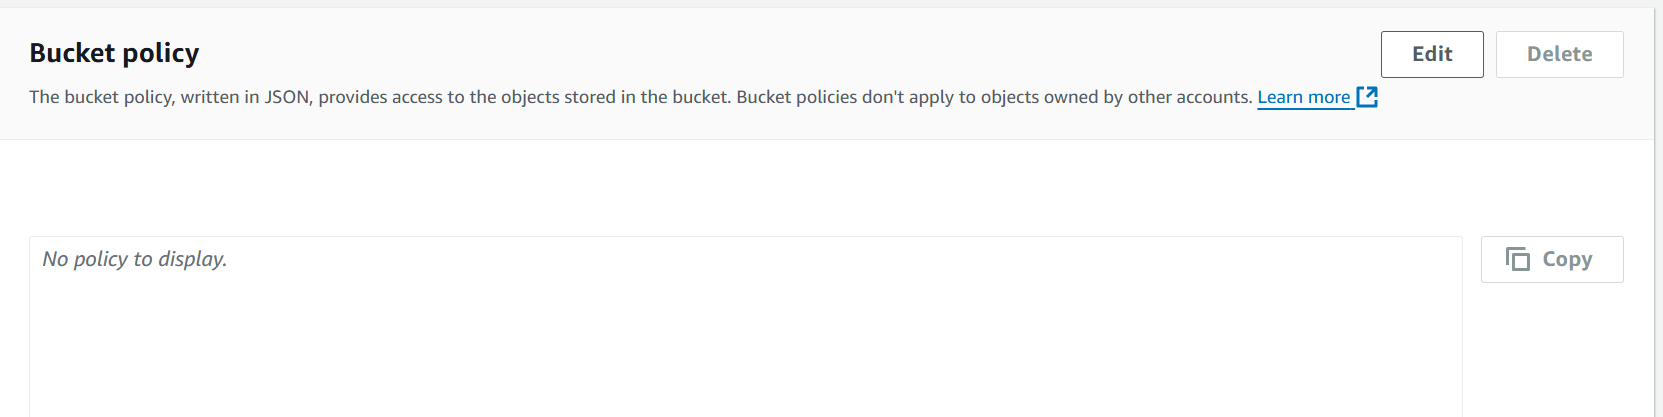 Bucket policy
Edit
Delete
The bucket policy, written in JSON, provides access to the objects stored in the bucket. Bucket policies don't apply to objects owned by other accounts. Learn more
No policy to display.
Copy